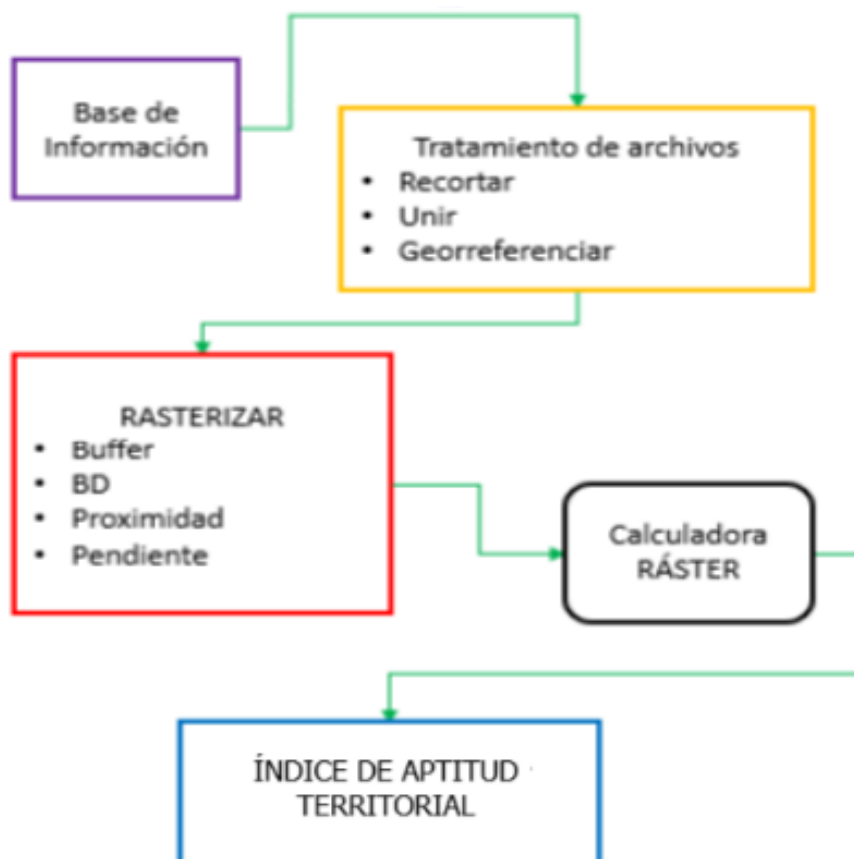 Base de
Información
Tratamiento de archivos
• Recortar
• Unir
• Georreferenciar
RASTERIZAR
• Buffer
• BD
• Proximidad
• Pendiente
Calculadora
RÁSTER
ÍNDICE DE APTITUD
TERRITORIAL